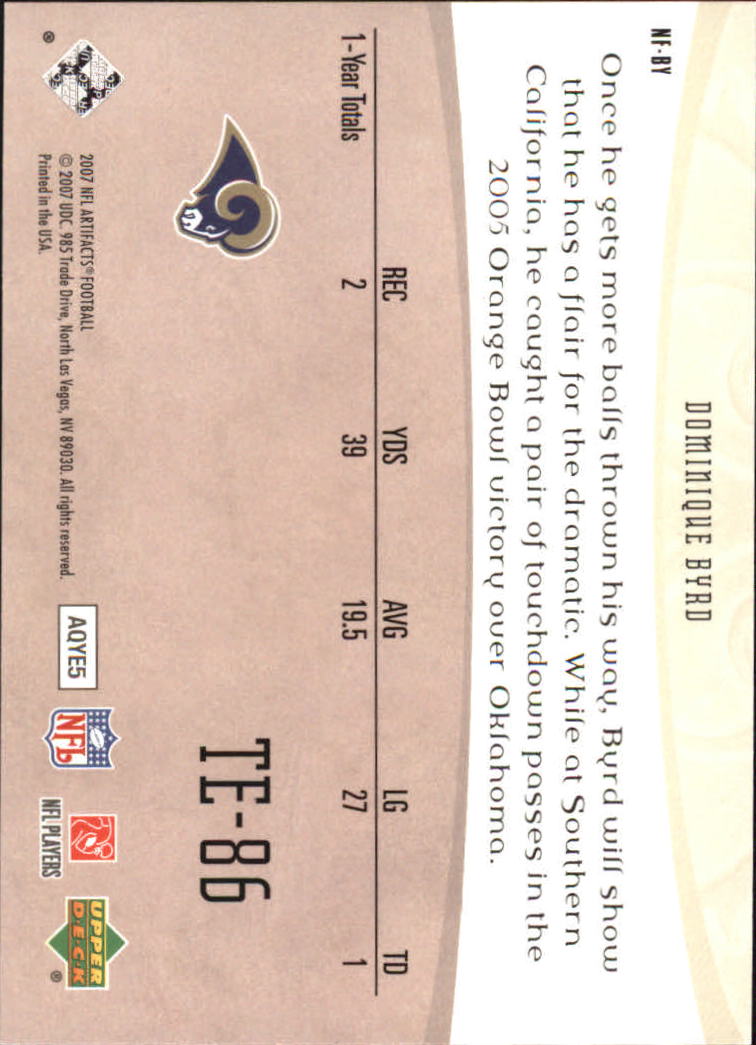 DOMINIQUE BYRD
NF-BY
Once he gets more balls thrown his way, Byrd will show
that he has a flair for the dramatic. While at Southern
California, he caught a pair of touchdown passes in the
2005 Orange Bowl victory over Oklahoma.
REC YDS AVG LG TD
1-Year Totals 2 39 19.5 27 1
TE-86
2007 NFL ARTIFACTS® FOOTBALL
© 2007 UDC. 985 Trade Drive, North Las Vegas, NV 89030. All rights reserved.
Printed in the USA.
AQYE5
NFL
NFL PLAYERS
UPPER
DECK
®
®